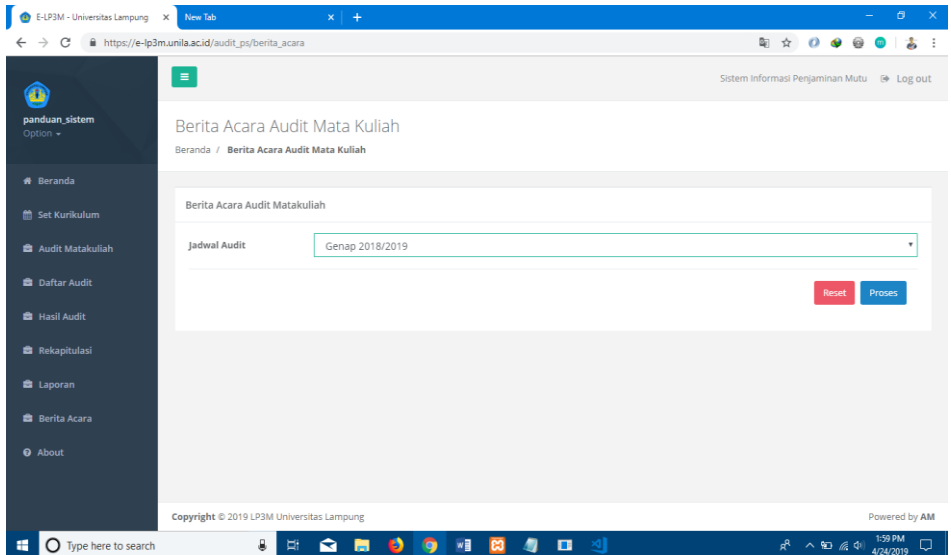 E-LP3M - Universitas Lampung
New Tab
https://e-lp3m.unila.ac.id/audit_ps/berita_acara
panduan_sistem
Option
Beranda
Set Kurikulum
Audit Matakuliah
Daftar Audit
Hasil Audit
Rekapitulasi
Laporan
Berita Acara
About
Sistem Informasi Penjaminan Mutu Log out
Berita Acara Audit Mata Kuliah
Beranda / Berita Acara Audit Mata Kuliah
Berita Acara Audit Matakuliah
Jadwal Audit Genap 2018/2019
Reset Proses
Copyright © 2019 LP3M Universitas Lampung Powered by AM
Type here to search
1:59 PM
4/24/2019